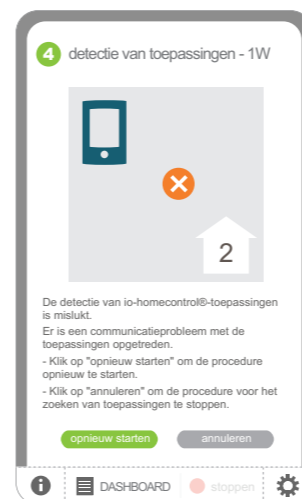 4 detectie van toepassingen - 1W
2
De detectie van io-homecontrol®-toepassingen
is mislukt.
Er is een communicatieprobleem met de
toepassingen opgetreden.
- Klik op "opnieuw starten" om de procedure
opnieuw te starten.
- Klik op "annuleren" om de procedure voor het
zoeken van toepassingen te stoppen.
opnieuw starten annuleren
DASHBOARD stoppen